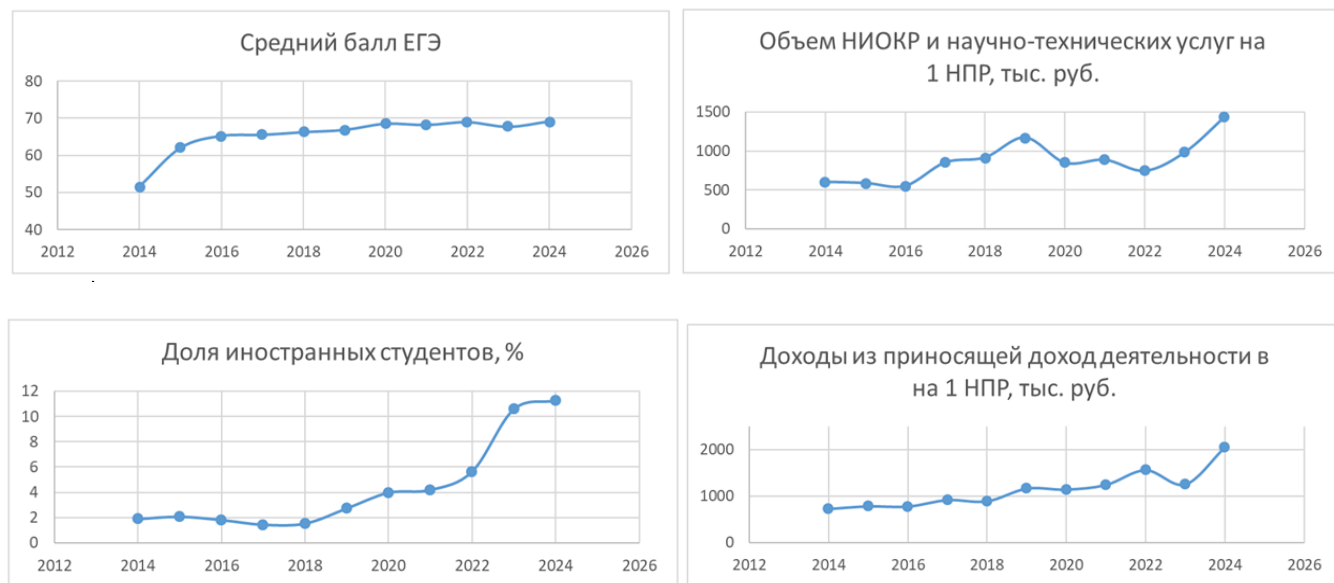 Средний балл ЕГЭ
80
70
60
50
40
2012 2014 2016 2018 2020 2022 2024 2026
Объем НИОКР и научно-технических услуг на
1 НПР, тыс. руб.
1500
1000
500
0
2012 2014 2016 2018 2020 2022 2024 2026
Доля иностранных студентов, %
12
10
8
6
4
2
0
2012 2014 2016 2018 2020 2022 2024 2026
Доходы из приносящей доход деятельности в
на 1 НПР, тыс. руб.
2000
1000
0
2012 2014 2016 2018 2020 2022 2024 2026